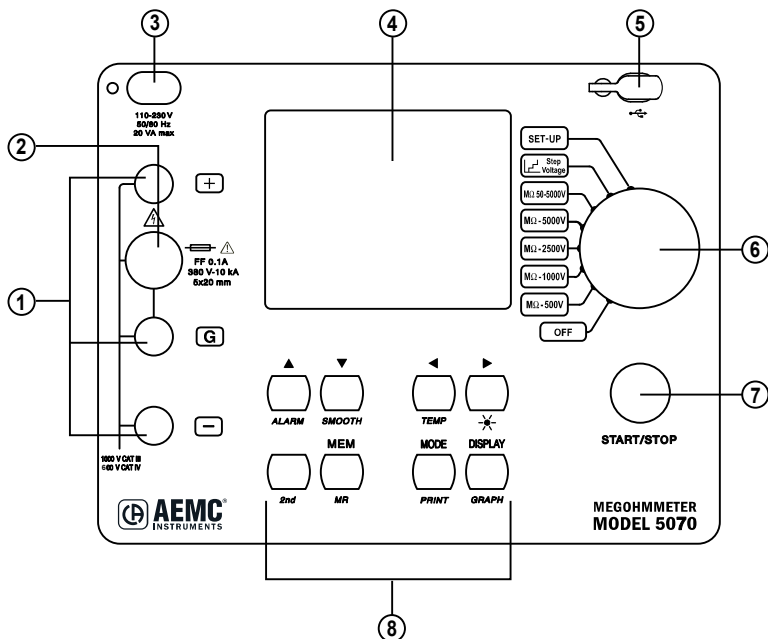 3
4
5
110-230 V
50/60 Hz
20 VA max
2
SET-UP
Step
Voltage
+
MΩ 50-5000V
MΩ - 5000V
FF 0.1A
380 V-10 kA
5x20 mm
MΩ - 2500V
6
MΩ - 1000V
1
MΩ - 500V
G
OFF
7
ALARM
SMOOTH
TEMP
START/STOP
MEM
MODE
DISPLAY
1000 V CAT III
600 V CAT IV
2nd
MR
PRINT
GRAPH
AEMC®
INSTRUMENTS
MEGOHMMETER
MODEL 5070
8